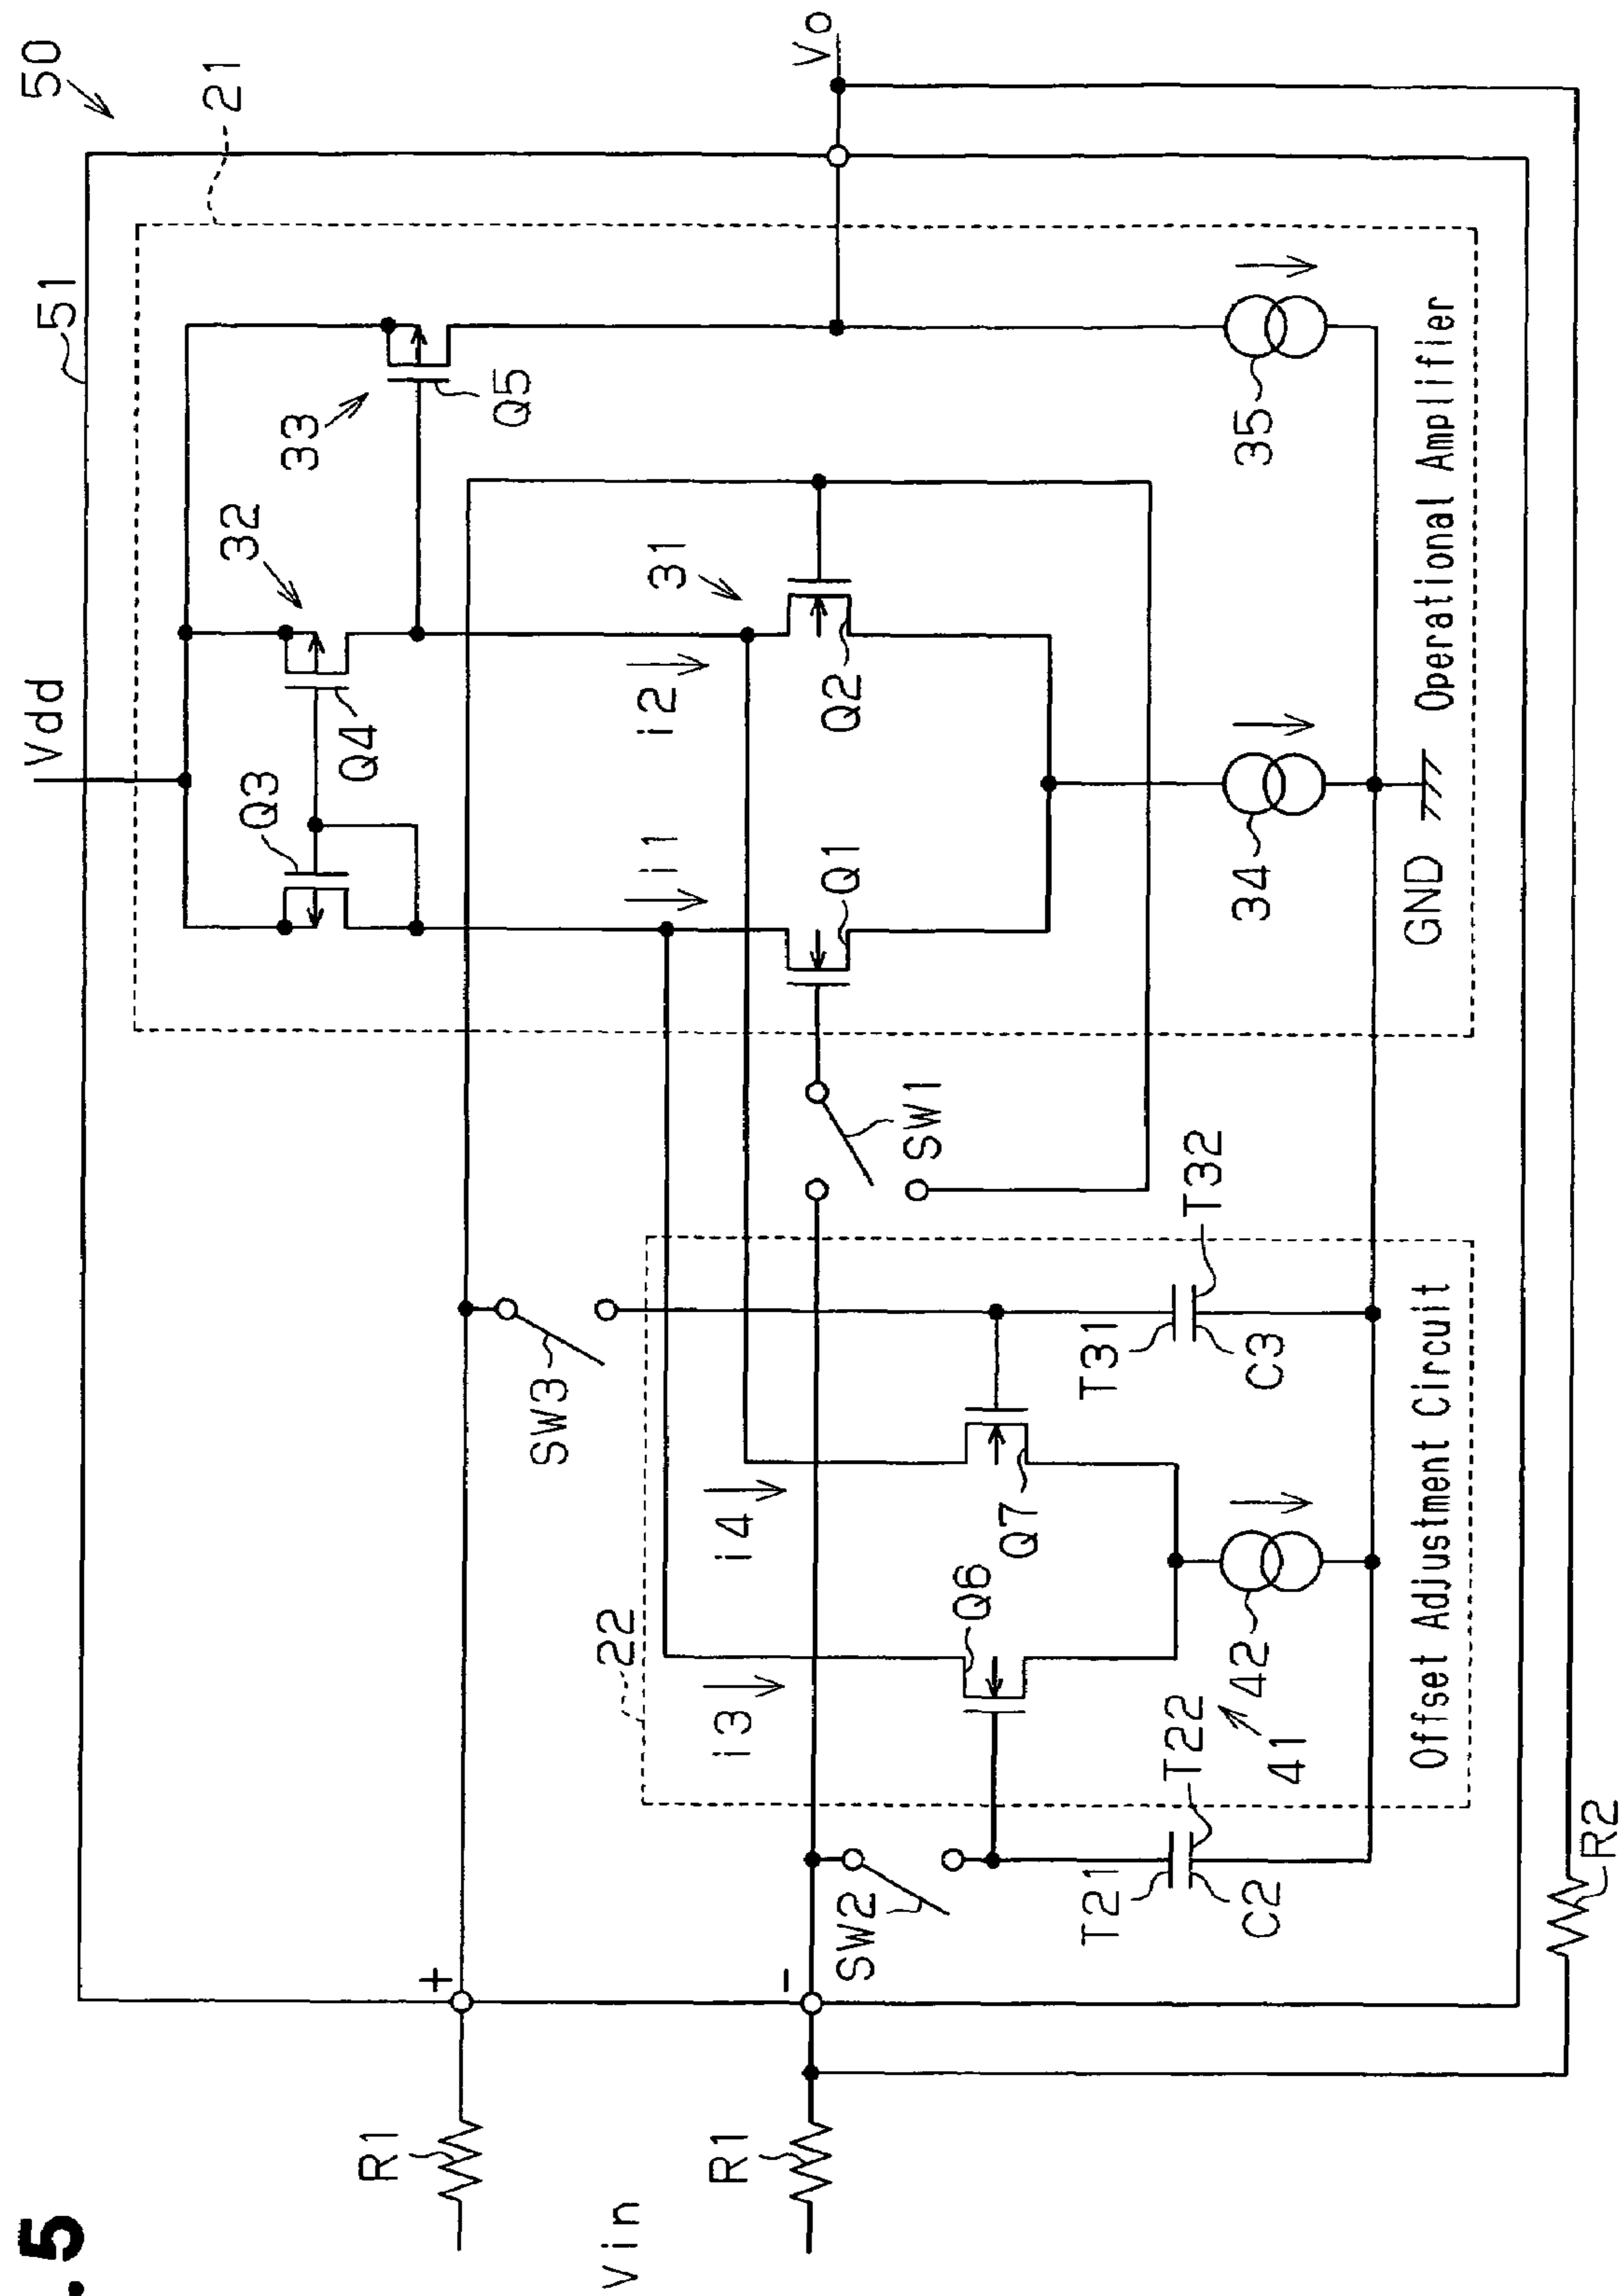 . 5
50
51
21
Vdd
Vo
Q3
32
33
Q4
Q5
i1
i2
31
Q1
Q2
34
35
GND
Operational Amplifier
SW1
SW3
22
i3
i4
Q6
Q7
T31
T32
C3
SW2
T21
T22
C2
42
41
Offset Adjustment Circuit
+
-
R1
R1
Vin
R2